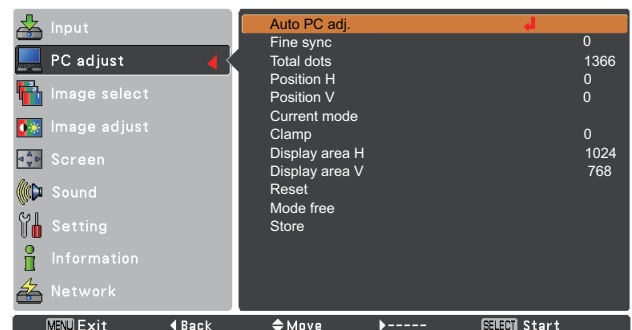 Input
PC adjust
Image select
Image adjust
Screen
Sound
Setting
Information
Network
Auto PC adj.
Fine sync 0
Total dots 1366
Position H 0
Position V 0
Current mode
Clamp 0
Display area H 1024
Display area V 768
Reset
Mode free
Store
MENU Exit Back Move ----- SELECT Start